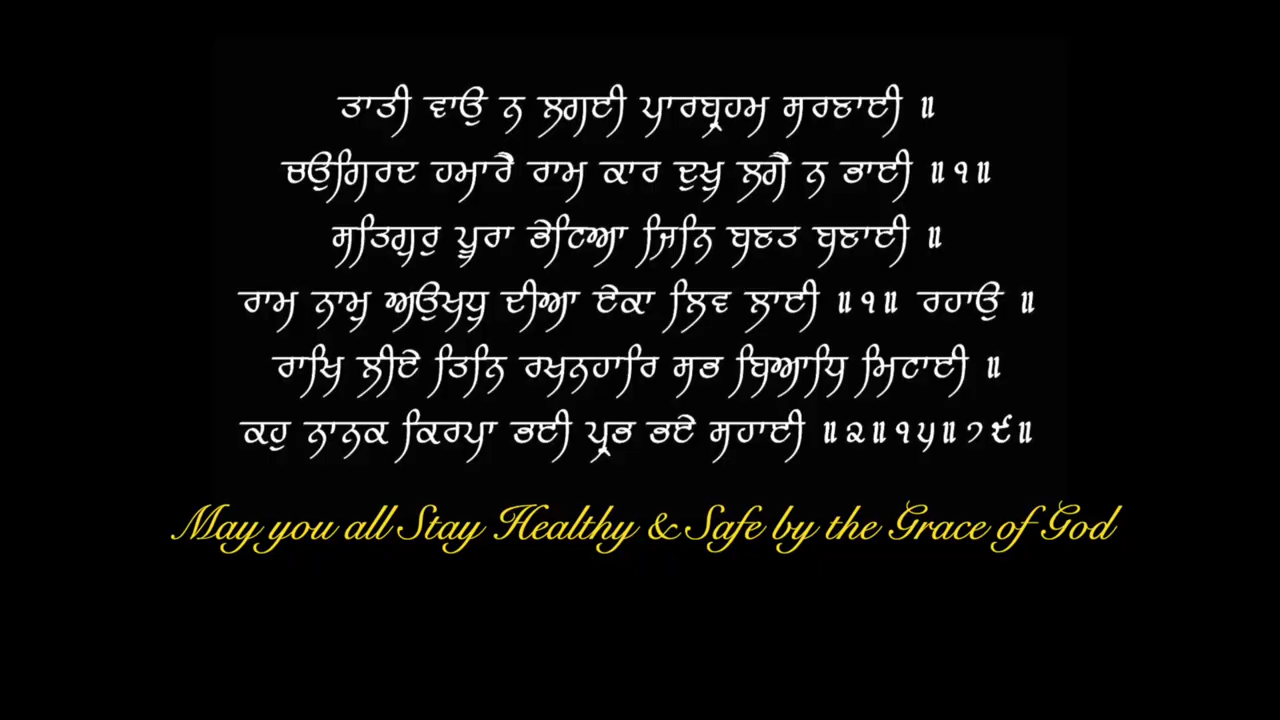 ਤਾਤੀ ਵਾਉ ਨ ਲਗਈ ਪਾਰਬ੍ਰਹਮ ਸਰਣਾਈ ॥
ਚਉਗਿਰਦ ਹਮਾਰੈ ਰਾਮ ਕਾਰ ਦੁਖੁ ਲਗੈ ਨ ਭਾਈ ॥੧॥
ਸਤਿਗੁਰੁ ਪੂਰਾ ਭੇਟਿਆ ਜਿਨਿ ਬਣਤ ਬਣਾਈ ॥
ਰਾਮ ਨਾਮੁ ਅਉਖਧੁ ਦੀਆ ਏਕਾ ਲਿਵ ਲਾਈ ॥੧॥ ਰਹਾਉ ॥
ਰਾਖਿ ਲੀਏ ਤਿਨਿ ਰਖਨਹਾਰਿ ਸਭ ਬਿਆਧਿ ਮਿਟਾਈ ॥
ਕਹੁ ਨਾਨਕ ਕਿਰਪਾ ਭਈ ਪ੍ਰਭ ਭਏ ਸਹਾਈ ॥੨॥੧੫॥੭੯॥
May you all Stay Healthy & Safe by the Grace of God